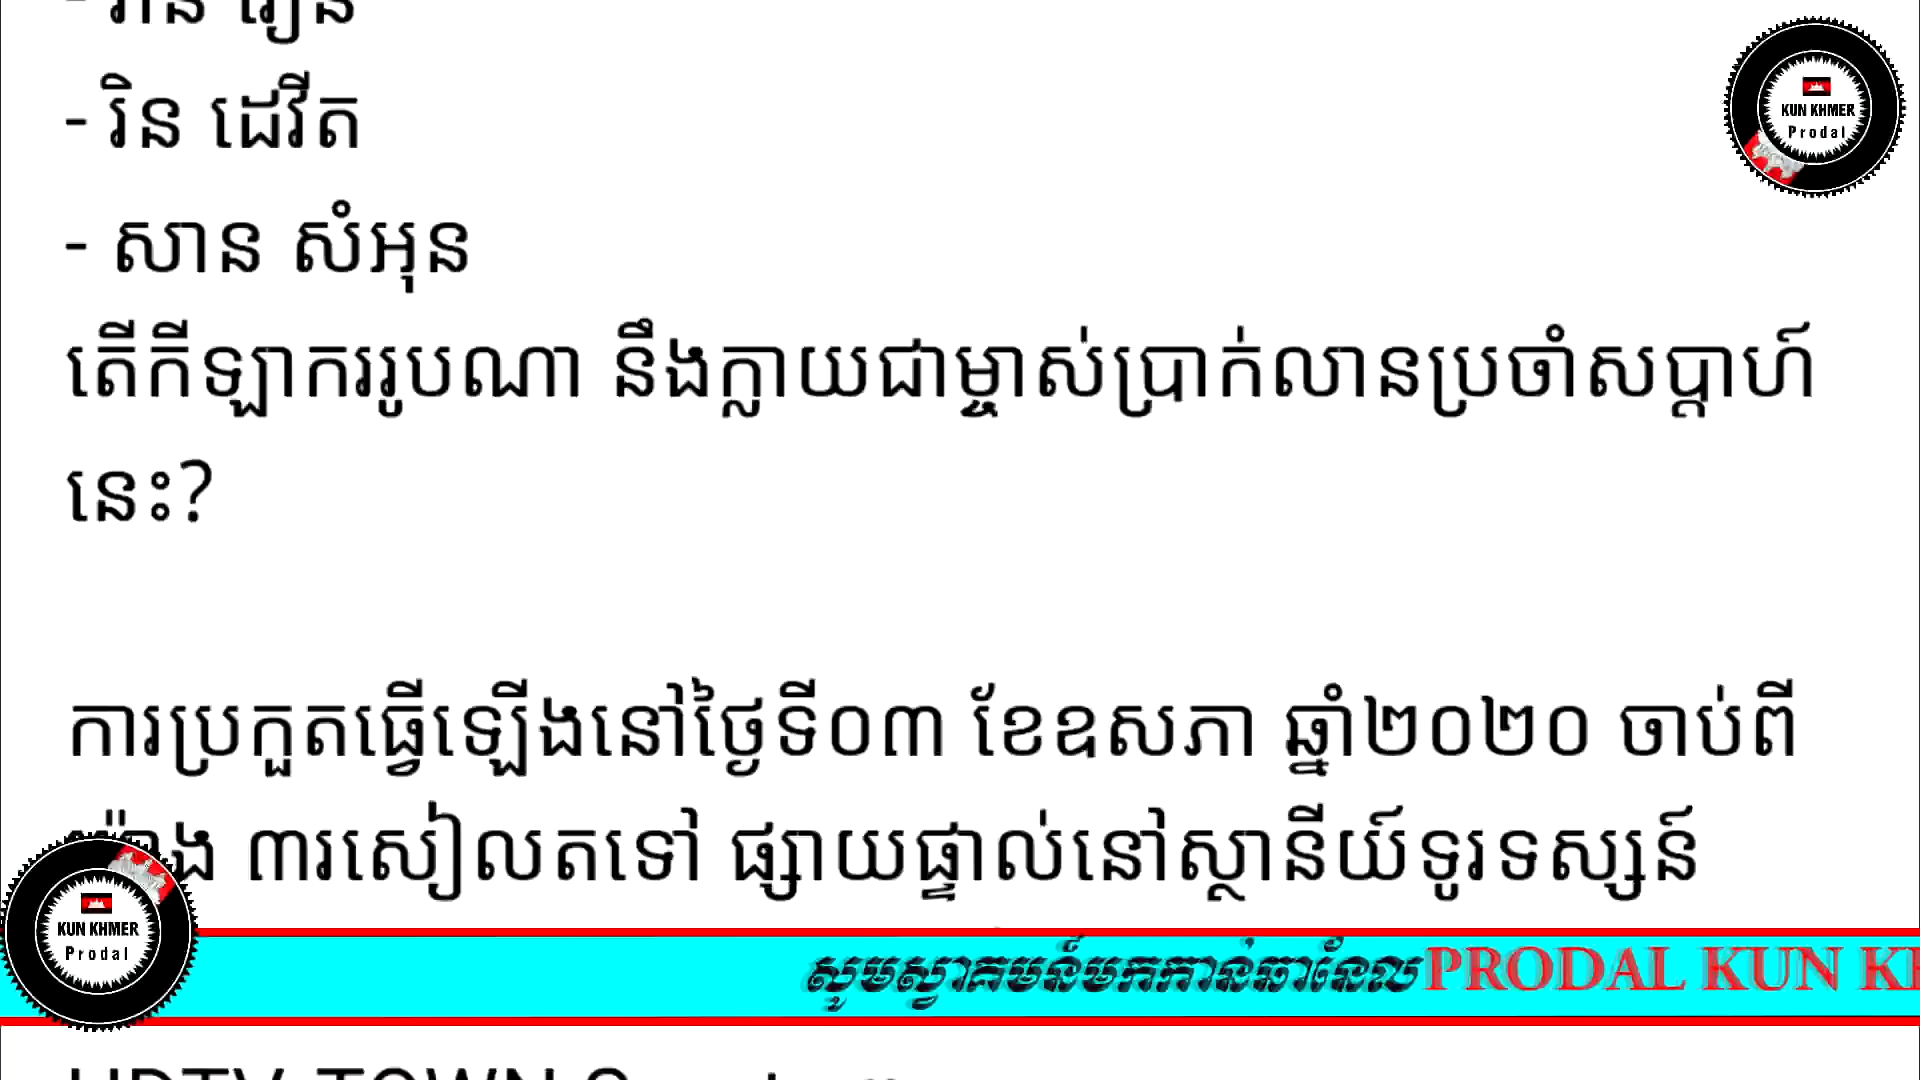 - រិន ដេវីត
- សាន សំអុន
តើកីឡាកររូបណា នឹងក្លាយជាម្ចាស់ប្រាក់លានប្រចាំសប្តាហ៍
នេះ?
ការប្រកួតធ្វើឡើងនៅថ្ងៃទី០៣ ខែឧសភា ឆ្នាំ២០២០ ចាប់ពី
៣រសៀលតទៅ ផ្សាយផ្ទាល់នៅស្ថានីយ៍ទូរទស្សន៍
សូមស្វាគមន៍មកកាន់ឆានែល PRODAL KUN
KUN KHMER
Prodal
KUN KHMER
Prodal